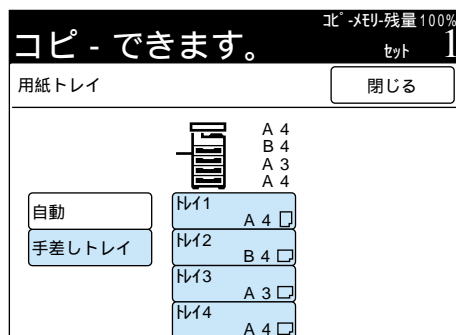 ｺﾋﾟ-ﾒﾓﾘｰ残量100%
コピ-できます。
ｾｯﾄ 1
用紙トレイ
閉じる
A 4
B 4
A 3
A 4
自動
手差しトレイ
ﾄﾚｲ1
A 4
ﾄﾚｲ2
B 4
ﾄﾚｲ3
A 3
ﾄﾚｲ4
A 4